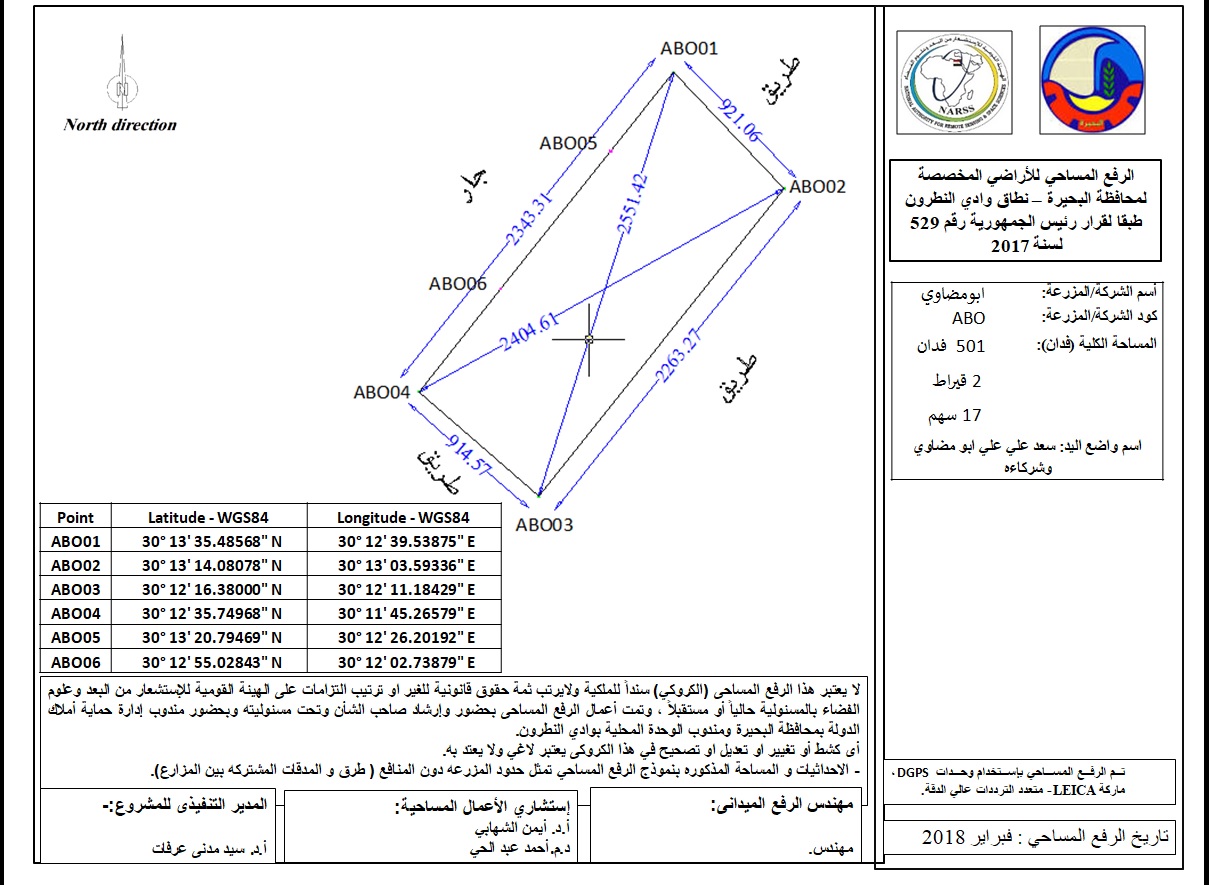 North direction
ABO01
طريق
921.06
ABO05
ABO02
جار
2343.31
2551.42
ABO06
2404.61
2263.27
طريق
ABO04
914.57
طريق
ABO03
Point Latitude - WGS84 Longitude - WGS84
ABO01 30° 13' 35.48568" N 30° 12' 39.53875" E
ABO02 30° 13' 14.08078" N 30° 13' 03.59336" E
ABO03 30° 12' 16.38000" N 30° 12' 11.18429" E
ABO04 30° 12' 35.74968" N 30° 11' 45.26579" E
ABO05 30° 13' 20.79469" N 30° 12' 26.20192" E
ABO06 30° 12' 55.02843" N 30° 12' 02.73879" E
لا يعتبر هذا الرفع المساحى (الكروكي) سنداً للملكية ولايرتب ثمة حقوق قانونية للغير او ترتيب التزامات على الهيئة القومية للإستشعار من البعد وعلوم
الفضاء بالمسئولية حالياً أو مستقبلاً ، وتمت أعمال الرفع المساحى بحضور وإرشاد صاحب الشأن وتحت مسئوليته وبحضور مندوب إدارة حماية أملاك
الدولة بمحافظة البحيرة ومندوب الوحدة المحلية بوادي النطرون.
أى كشط أو تغيير او تعديل او تصحيح في هذا الكروكى يعتبر لاغي ولا يعتد به.
- الاحداثيات و المساحة المذكوره بنموذج الرفع المساحي تمثل حدود المزرعه دون المنافع ( طرق و المدقات المشتركه بين المزارع).
مهندس الرفع الميدانى:
مهندس.
إستشاري الأعمال المساحية:
أ.د. أيمن الشهابي
د.م.أحمد عبد الحي
المدير التنفيذى للمشروع:-
أ.د. سيد مدنى عرفات
NARSS
NATIONAL AUTHORITY FOR REMOTE SENSING & SPACE SCIENCES
البحيرة
الرفع المساحي للأراضي المخصصة
لمحافظة البحيرة – نطاق وادي النطرون
طبقا لقرار رئيس الجمهورية رقم 529
لسنة 2017
أسم الشركة/المزرعة: ابومضاوي
كود الشركة/المزرعة: ABO
المساحة الكلية (فدان): 501 فدان
2 قيراط
17 سهم
اسم واضع اليد: سعد علي علي ابو مضاوي
وشركاءه
تـم الرفـع المسـاحي بإستـخدام وحـدات DGPS ،
ماركة LEICA- متعدد الترددات عالي الدقة.
تاريخ الرفع المساحي : فبراير 2018